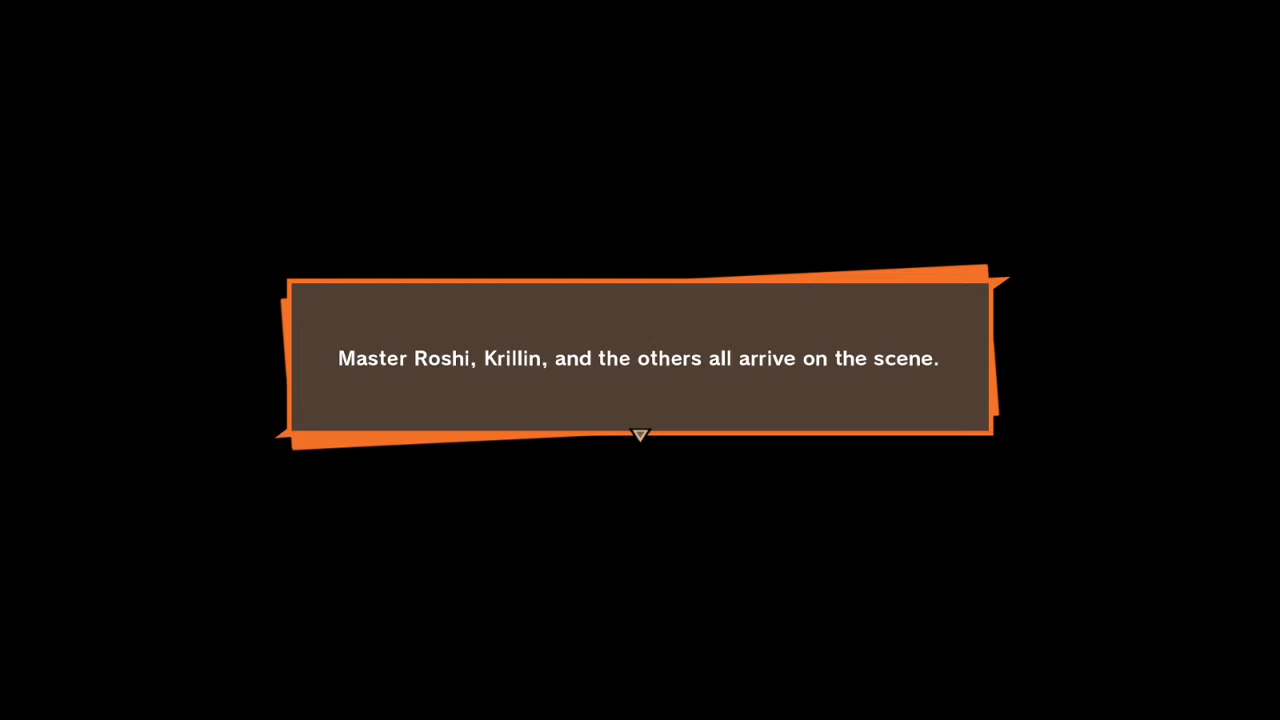 Master Roshi, Krillin, and the others all arrive on the scene.